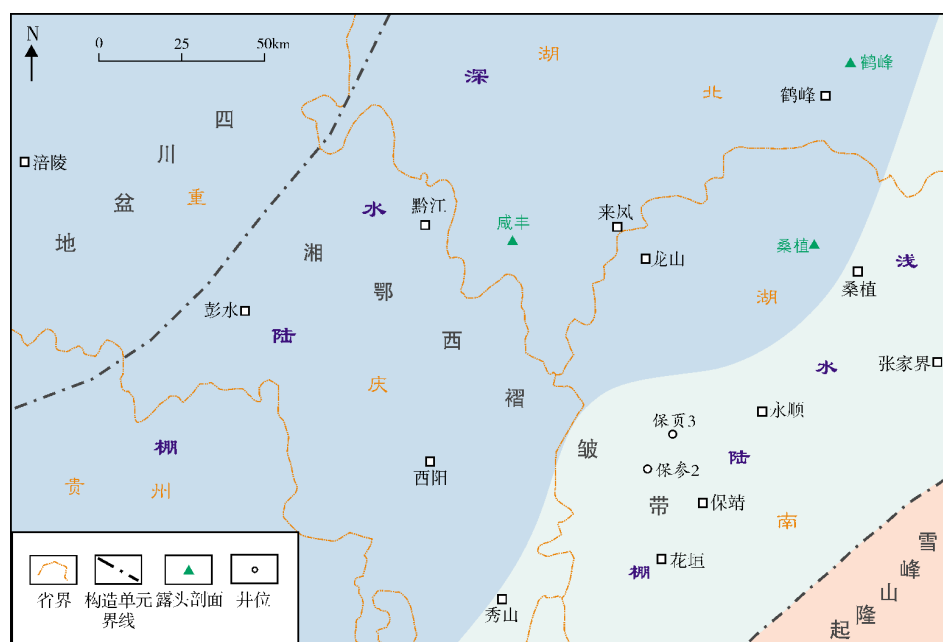 N
0 25 50km
深水陆棚
湖北
鹤峰
鹤峰
四川盆地
涪陵
重庆
黔江
咸丰
来凤
龙山
桑植
桑植
浅水陆棚
湘鄂西褶皱带
彭水
湖南
张家界
保页3
永顺
保参2
酉阳
保靖
贵州
花垣
秀山
雪峰山隆起
省界
构造单元
界线
露头剖面
井位